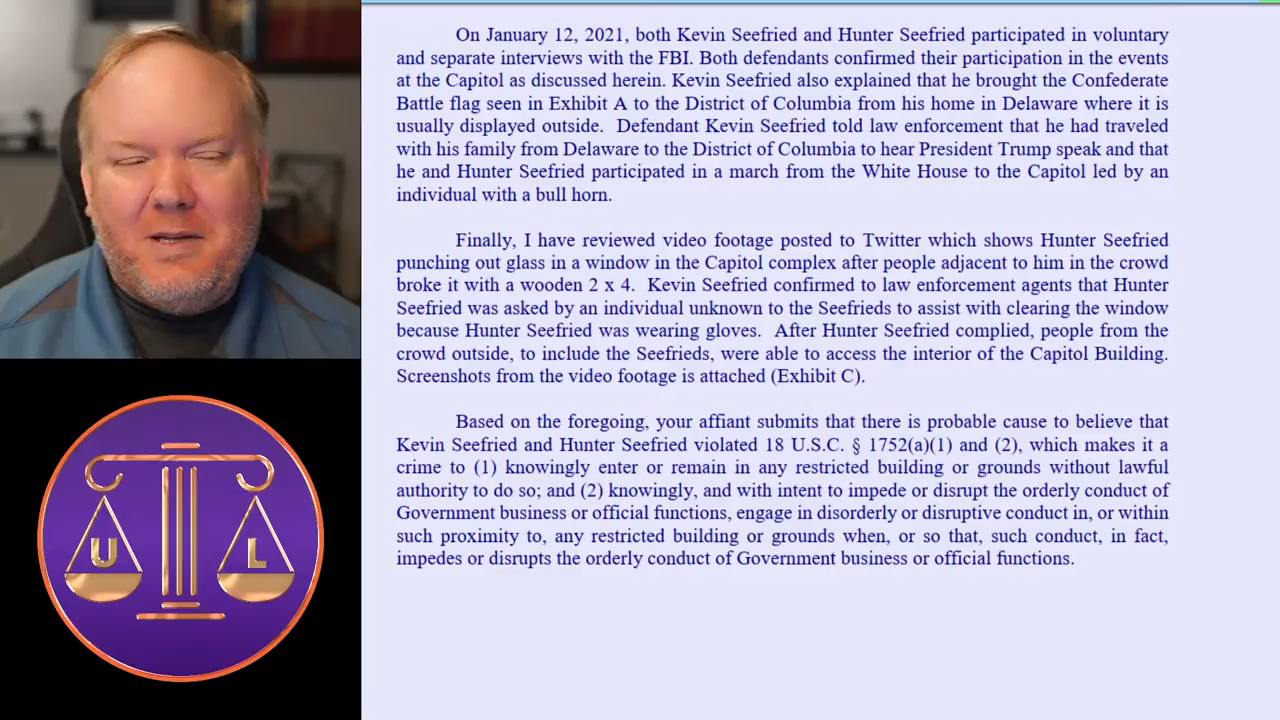 On January 12, 2021, both Kevin Seefried and Hunter Seefried participated in voluntary
and separate interviews with the FBI. Both defendants confirmed their participation in the events
at the Capitol as discussed herein. Kevin Seefried also explained that he brought the Confederate
Battle flag seen in Exhibit A to the District of Columbia from his home in Delaware where it is
usually displayed outside. Defendant Kevin Seefried told law enforcement that he had traveled
with his family from Delaware to the District of Columbia to hear President Trump speak and that
he and Hunter Seefried participated in a march from the White House to the Capitol led by an
individual with a bull horn.
Finally, I have reviewed video footage posted to Twitter which shows Hunter Seefried
punching out glass in a window in the Capitol complex after people adjacent to him in the crowd
broke it with a wooden 2 x 4. Kevin Seefried confirmed to law enforcement agents that Hunter
Seefried was asked by an individual unknown to the Seefrieds to assist with clearing the window
because Hunter Seefried was wearing gloves. After Hunter Seefried complied, people from the
crowd outside, to include the Seefrieds, were able to access the interior of the Capitol Building.
Screenshots from the video footage is attached (Exhibit C).
Based on the foregoing, your affiant submits that there is probable cause to believe that
Kevin Seefried and Hunter Seefried violated 18 U.S.C. § 1752(a)(1) and (2), which makes it a
crime to (1) knowingly enter or remain in any restricted building or grounds without lawful
authority to do so; and (2) knowingly, and with intent to impede or disrupt the orderly conduct of
Government business or official functions, engage in disorderly or disruptive conduct in, or within
such proximity to, any restricted building or grounds when, or so that, such conduct, in fact,
impedes or disrupts the orderly conduct of Government business or official functions.
U L